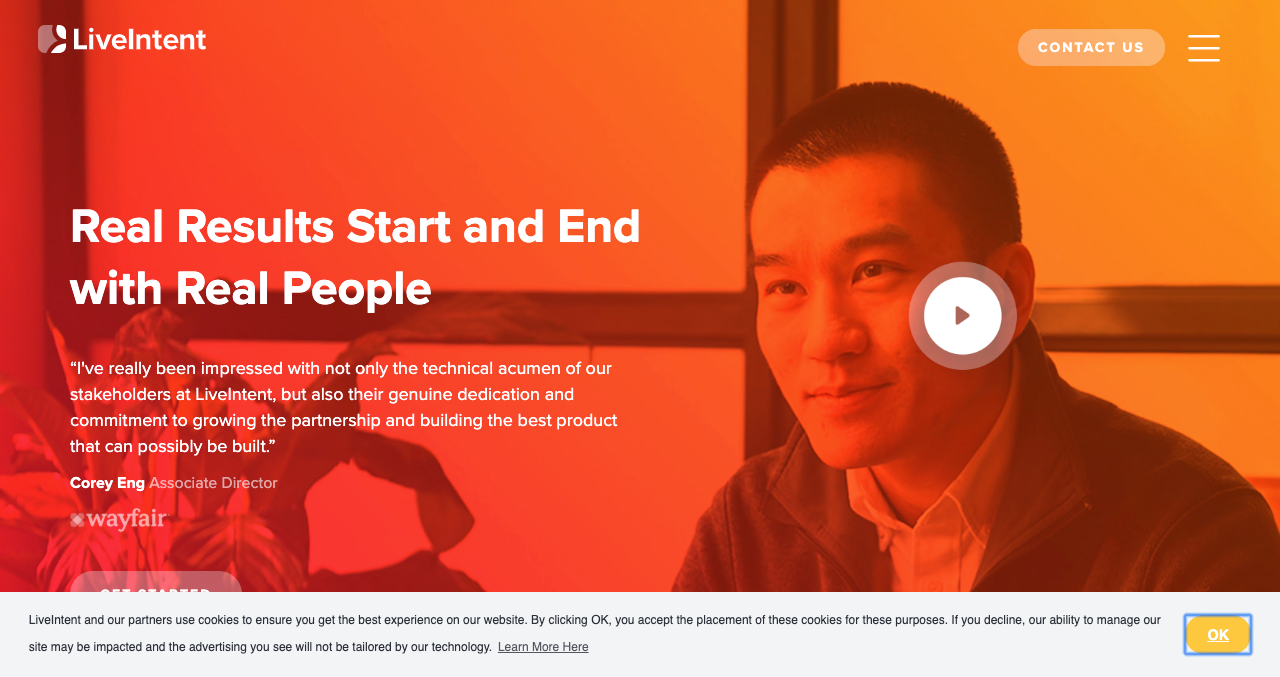 LiveIntent
CONTACT US
Real Results Start and End
with Real People
“I've really been impressed with not only the technical acumen of our
stakeholders at LiveIntent, but also their genuine dedication and
commitment to growing the partnership and building the best product
that can possibly be built.”
Corey Eng Associate Director
wayfair
GET STARTED
LiveIntent and our partners use cookies to ensure you get the best experience on our website. By clicking OK, you accept the placement of these cookies for these purposes. If you decline, our ability to manage our
site may be impacted and the advertising you see will not be tailored by our technology. Learn More Here
OK